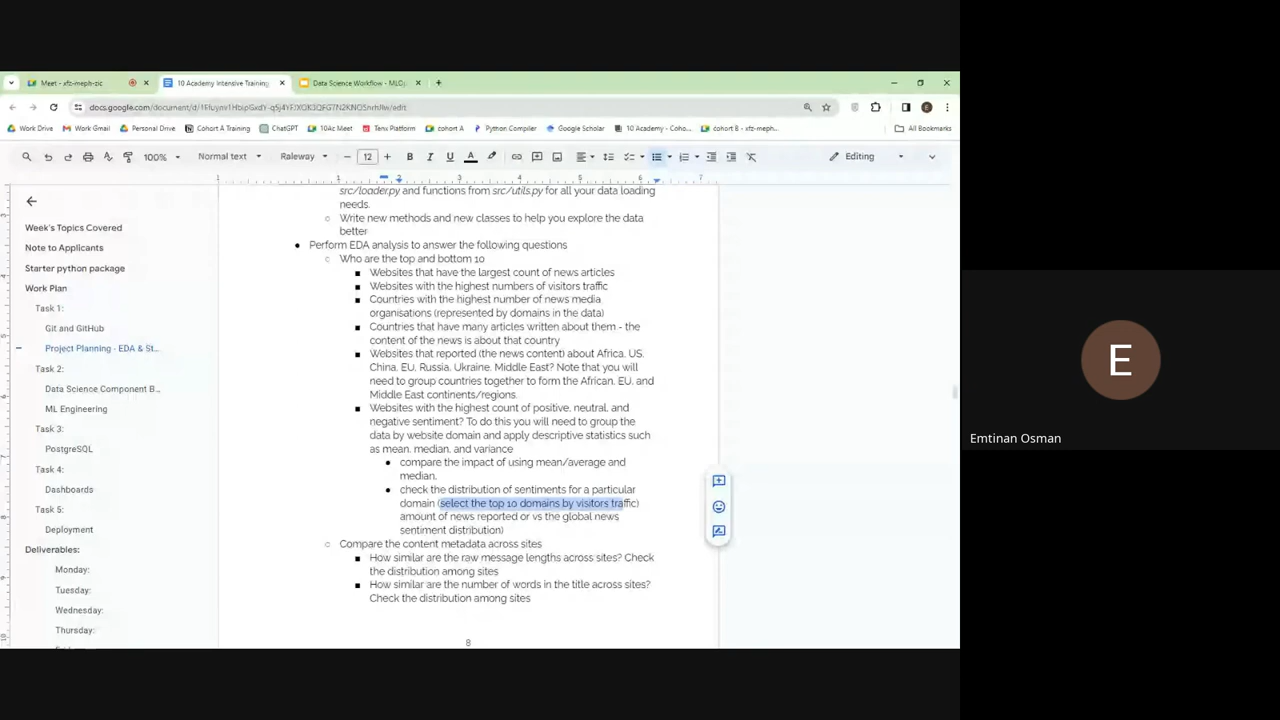 Meet - xfz-meph-zic
10 Academy Intensive Training
Data Science Workflow - MLOp
Work Drive
Work Gmail
Personal Drive
Cohort A Training
ChatGPT
10Ac Meet
Tenx Platform
cohort A
Python Compiler
Google Scholar
10 Academy - Coho...
cohort B - xfz-meph...
All Bookmarks
100%
Normal text
Raleway
12
Editing
Week's Topics Covered
Note to Applicants
Starter python package
Work Plan
Task 1:
Git and GitHub
Project Planning - EDA & St...
Task 2:
Data Science Component B...
ML Engineering
Task 3:
PostgreSQL
Task 4:
Dashboards
Task 5:
Deployment
Deliverables:
Monday:
Tuesday:
Wednesday:
Thursday:
src/loader.py and functions from src/utils.py for all your data loading
needs.
Write new methods and new classes to help you explore the data
better
Perform EDA analysis to answer the following questions
Who are the top and bottom 10
Websites that have the largest count of news articles
Websites with the highest numbers of visitors traffic
Countries with the highest number of news media
organisations (represented by domains in the data)
Countries that have many articles written about them - the
content of the news is about that country
Websites that reported (the news content) about Africa, US,
China, EU, Russia, Ukraine, Middle East? Note that you will
need to group countries together to form the African, EU, and
Middle East continents/regions.
Websites with the highest count of positive, neutral, and
negative sentiment? To do this you will need to group the
data by website domain and apply descriptive statistics such
as mean, median, and variance
compare the impact of using mean/average and
median.
check the distribution of sentiments for a particular
domain (select the top 10 domains by visitors traffic)
amount of news reported or vs the global news
sentiment distribution)
Compare the content metadata across sites
How similar are the raw message lengths across sites? Check
the distribution among sites
How similar are the number of words in the title across sites?
Check the distribution among sites
8
E
Emtinan Osman